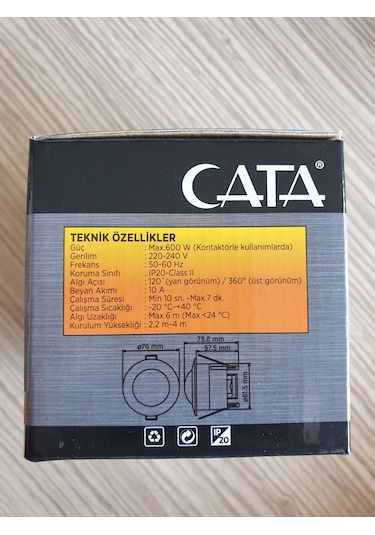 CATA®
TEKNİK ÖZELLİKLER
Güç : Max.600 W (Kontaktörle kullanımlarda)
Gerilim : 220-240 V
Frekans : 50-60 Hz
Koruma Sınıfı : IP20-Class II
Algı Açısı : 120˚(yan görünüm) / 360° (üst görünüm)
Beyan Akımı : 10 A
Çalışma Süresi : Min 10 sn. -Max.7 dk.
Çalışma Sıcaklığı : -20 °C-+40 °C
Algı Uzaklığı : Max.6 m (Max.<24 °C)
Kurulum Yüksekliği : 2,2 m-4 m
73.8 mm
ø76 mm
57.5 mm
ø61.5 mm
IP
20